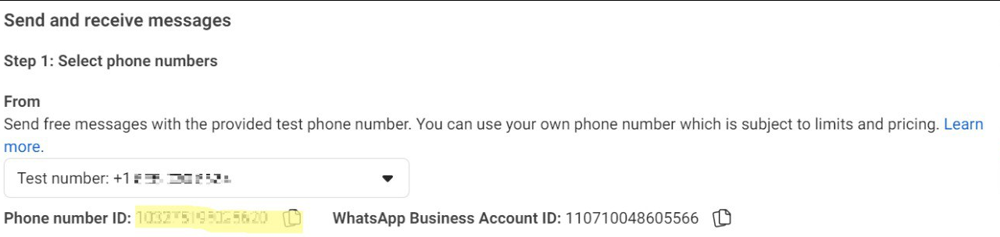 Send and receive messages
Step 1: Select phone numbers
From
Send free messages with the provided test phone number. You can use your own phone number which is subject to limits and pricing. Learn
more.
Test number: +1
Phone number ID: WhatsApp Business Account ID: 110710048605566